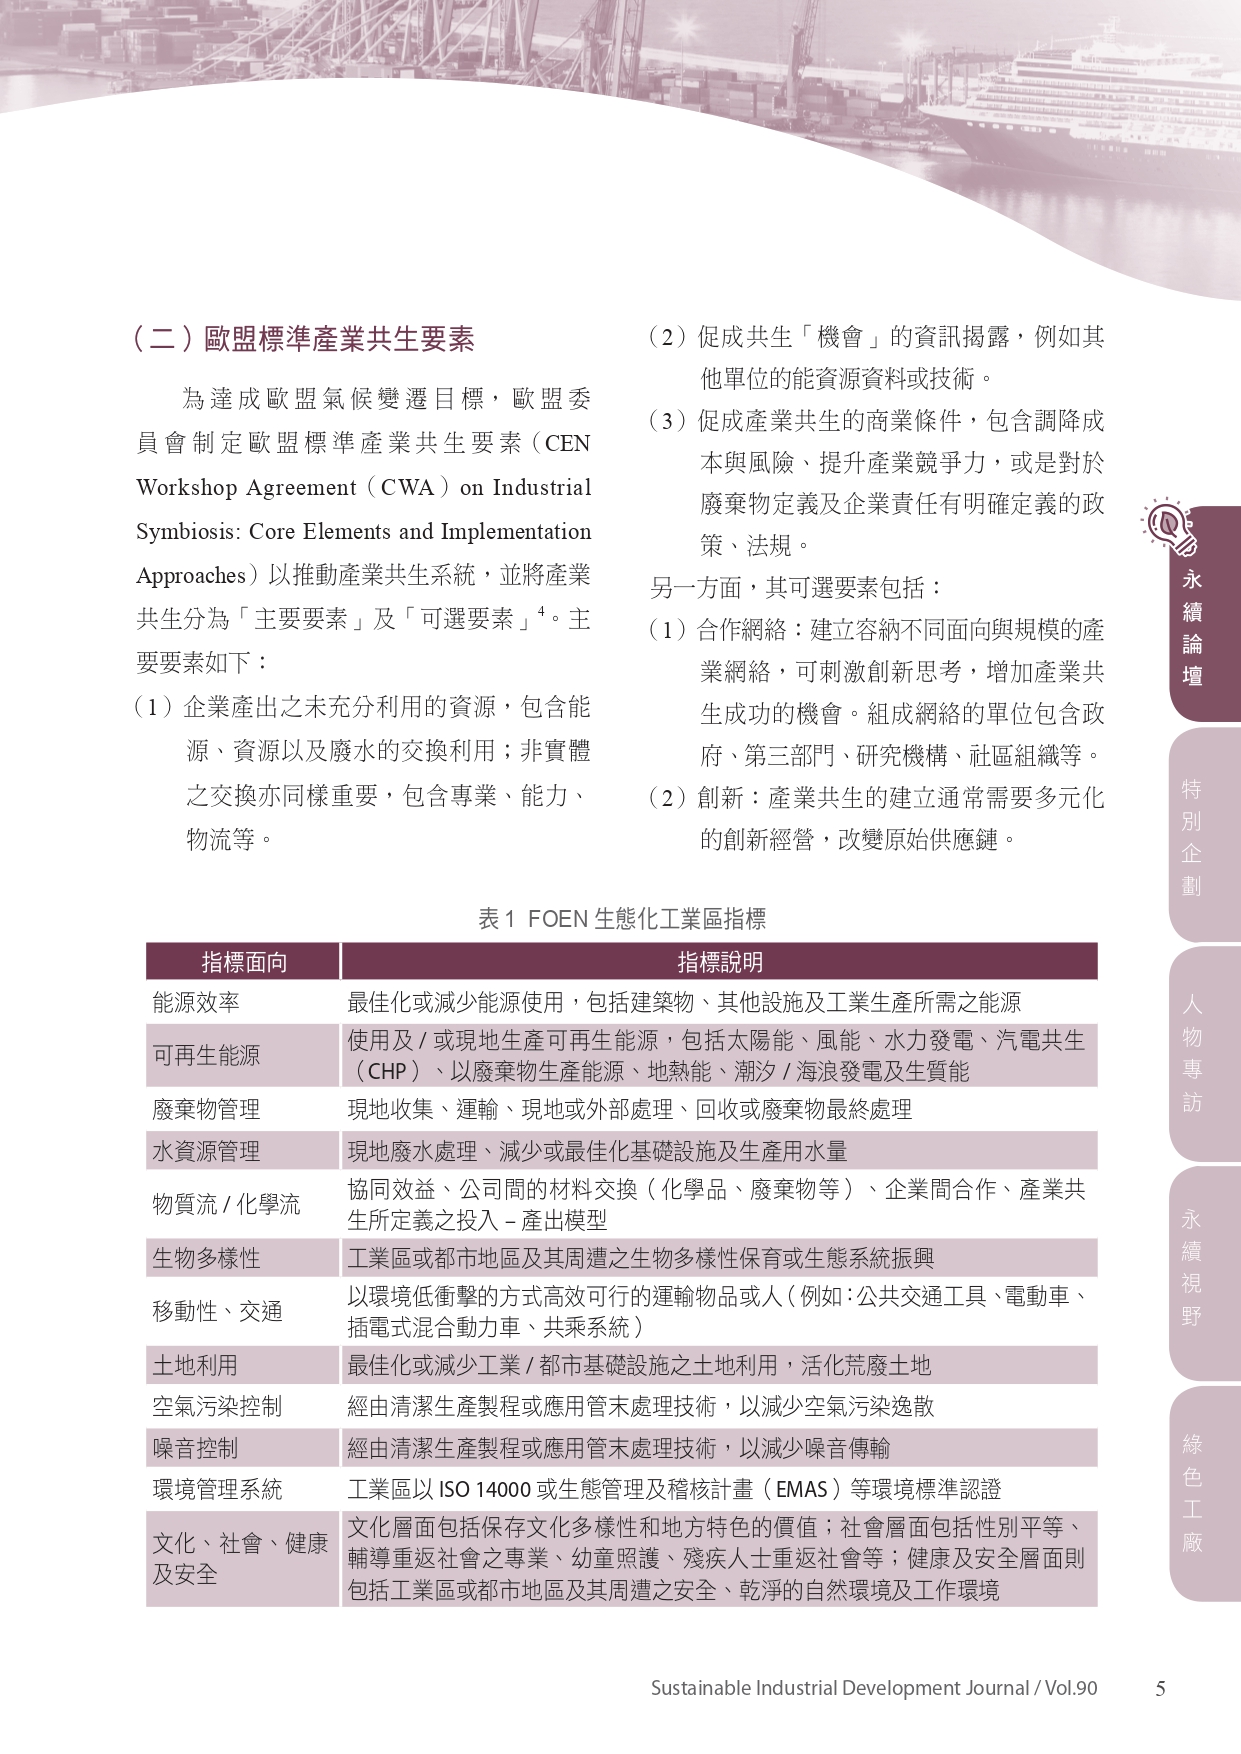 （二）歐盟標準產業共生要素
為達成歐盟氣候變遷目標，歐盟委
員會制定歐盟標準產業共生要素（CEN
Workshop Agreement（CWA）on Industrial
Symbiosis: Core Elements and Implementation
Approaches）以推動產業共生系統，並將產業
共生分為「主要要素」及「可選要素」4。主
要要素如下：
（1）企業產出之未充分利用的資源，包含能
源、資源以及廢水的交換利用；非實體
之交換亦同樣重要，包含專業、能力、
物流等。
（2）促成共生「機會」的資訊揭露，例如其
他單位的能資源資料或技術。
（3）促成產業共生的商業條件，包含調降成
本與風險、提升產業競爭力，或是對於
廢棄物定義及企業責任有明確定義的政
策、法規。
另一方面，其可選要素包括：
（1）合作網絡：建立容納不同面向與規模的產
業網絡，可刺激創新思考，增加產業共
生成功的機會。組成網絡的單位包含政
府、第三部門、研究機構、社區組織等。
（2）創新：產業共生的建立通常需要多元化
的創新經營，改變原始供應鏈。
表 1 FOEN 生態化工業區指標
指標面向 指標說明
能源效率 最佳化或減少能源使用，包括建築物、其他設施及工業生產所需之能源
可再生能源 使用及 / 或現地生產可再生能源，包括太陽能、風能、水力發電、汽電共生
（CHP）、以廢棄物生產能源、地熱能、潮汐 / 海浪發電及生質能
廢棄物管理 現地收集、運輸、現地或外部處理、回收或廢棄物最終處理
水資源管理 現地廢水處理、減少或最佳化基礎設施及生產用水量
物質流 / 化學流 協同效益、公司間的材料交換（化學品、廢棄物等）、企業間合作、產業共
生所定義之投入 – 產出模型
生物多樣性 工業區或都市地區及其周遭之生物多樣性保育或生態系統振興
移動性、交通 以環境低衝擊的方式高效可行的運輸物品或人（例如：公共交通工具、電動車、
插電式混合動力車、共乘系統）
土地利用 最佳化或減少工業 / 都市基礎設施之土地利用，活化荒廢土地
空氣污染控制 經由清潔生產製程或應用管末處理技術，以減少空氣污染逸散
噪音控制 經由清潔生產製程或應用管末處理技術，以減少噪音傳輸
環境管理系統 工業區以 ISO 14000 或生態管理及稽核計畫（EMAS）等環境標準認證
文化、社會、健康
及安全
文化層面包括保存文化多樣性和地方特色的價值；社會層面包括性別平等、
輔導重返社會之專業、幼童照護、殘疾人士重返社會等；健康及安全層面則
包括工業區或都市地區及其周遭之安全、乾淨的自然環境及工作環境
永續論壇
特別企劃
人物專訪
永續視野
綠色工廠
Sustainable Industrial Development Journal / Vol.90 5